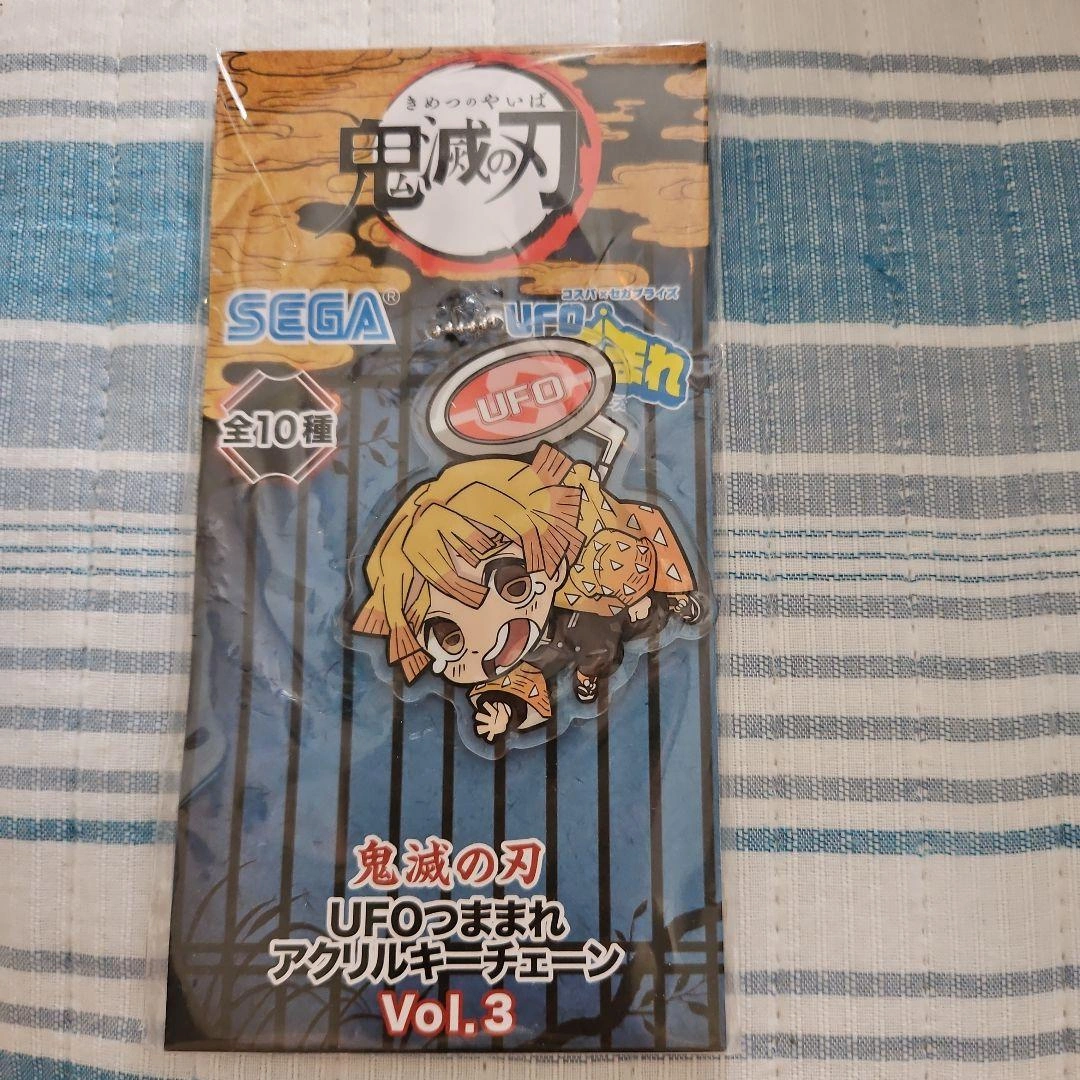 きめつのやいば
鬼滅の刃
SEGA®
コスパ×セガプライズ
UFO
まれ
UFO
全10種
鬼滅の刃
UFOつままれ
アクリルキーチェーン
Vol.3